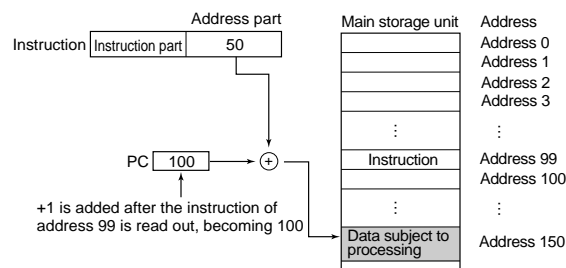 Address part
Instruction Instruction part 50
PC 100 +
+1 is added after the instruction of
address 99 is read out, becoming 100
Main storage unit Address
Address 0
Address 1
Address 2
Address 3
⋮ ⋮
Instruction Address 99
Address 100
⋮ ⋮
Data subject to
processing Address 150